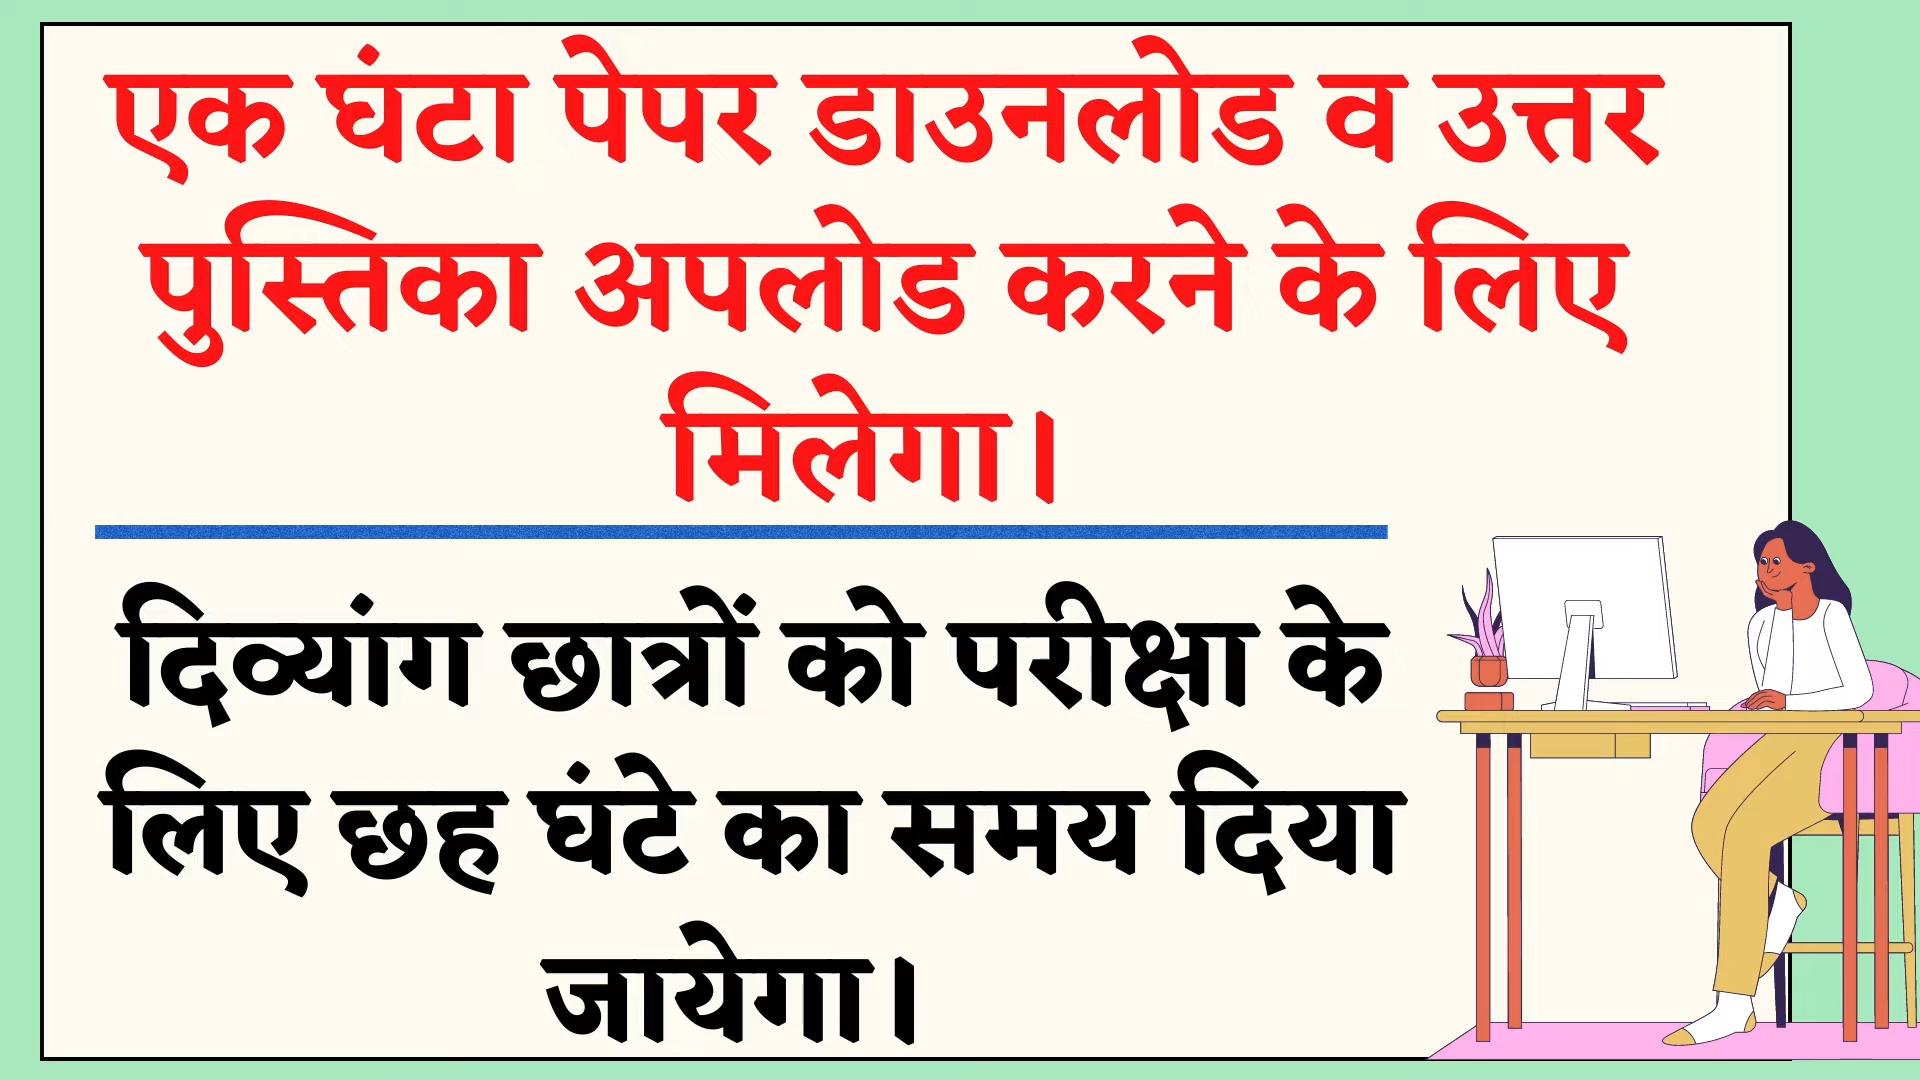 एक घंटा पेपर डाउनलोड व उत्तर
पुस्तिका अपलोड करने के लिए
मिलेगा।
दिव्यांग छात्रों को परीक्षा के
लिए छह घंटे का समय दिया
जायेगा।